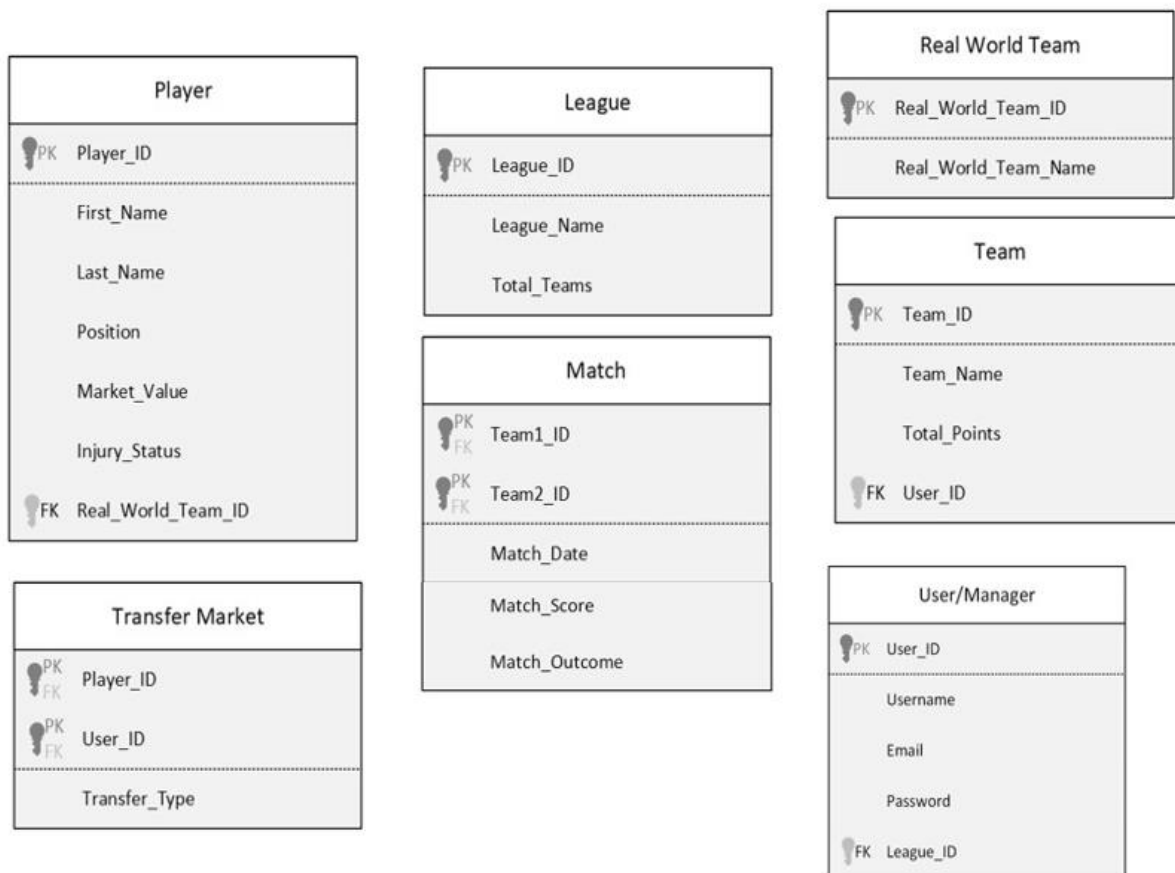 Player
PK Player_ID
First_Name
Last_Name
Position
Market_Value
Injury_Status
FK Real_World_Team_ID
Transfer Market
PK
FK
Player_ID
PK
FK
User_ID
Transfer_Type
League
PK League_ID
League_Name
Total_Teams
Match
PK
FK
Team1_ID
PK
FK
Team2_ID
Match_Date
Match_Score
Match_Outcome
Real World Team
PK Real_World_Team_ID
Real_World_Team_Name
Team
PK Team_ID
Team_Name
Total_Points
FK User_ID
User/Manager
PK User_ID
Username
Email
Password
FK League_ID